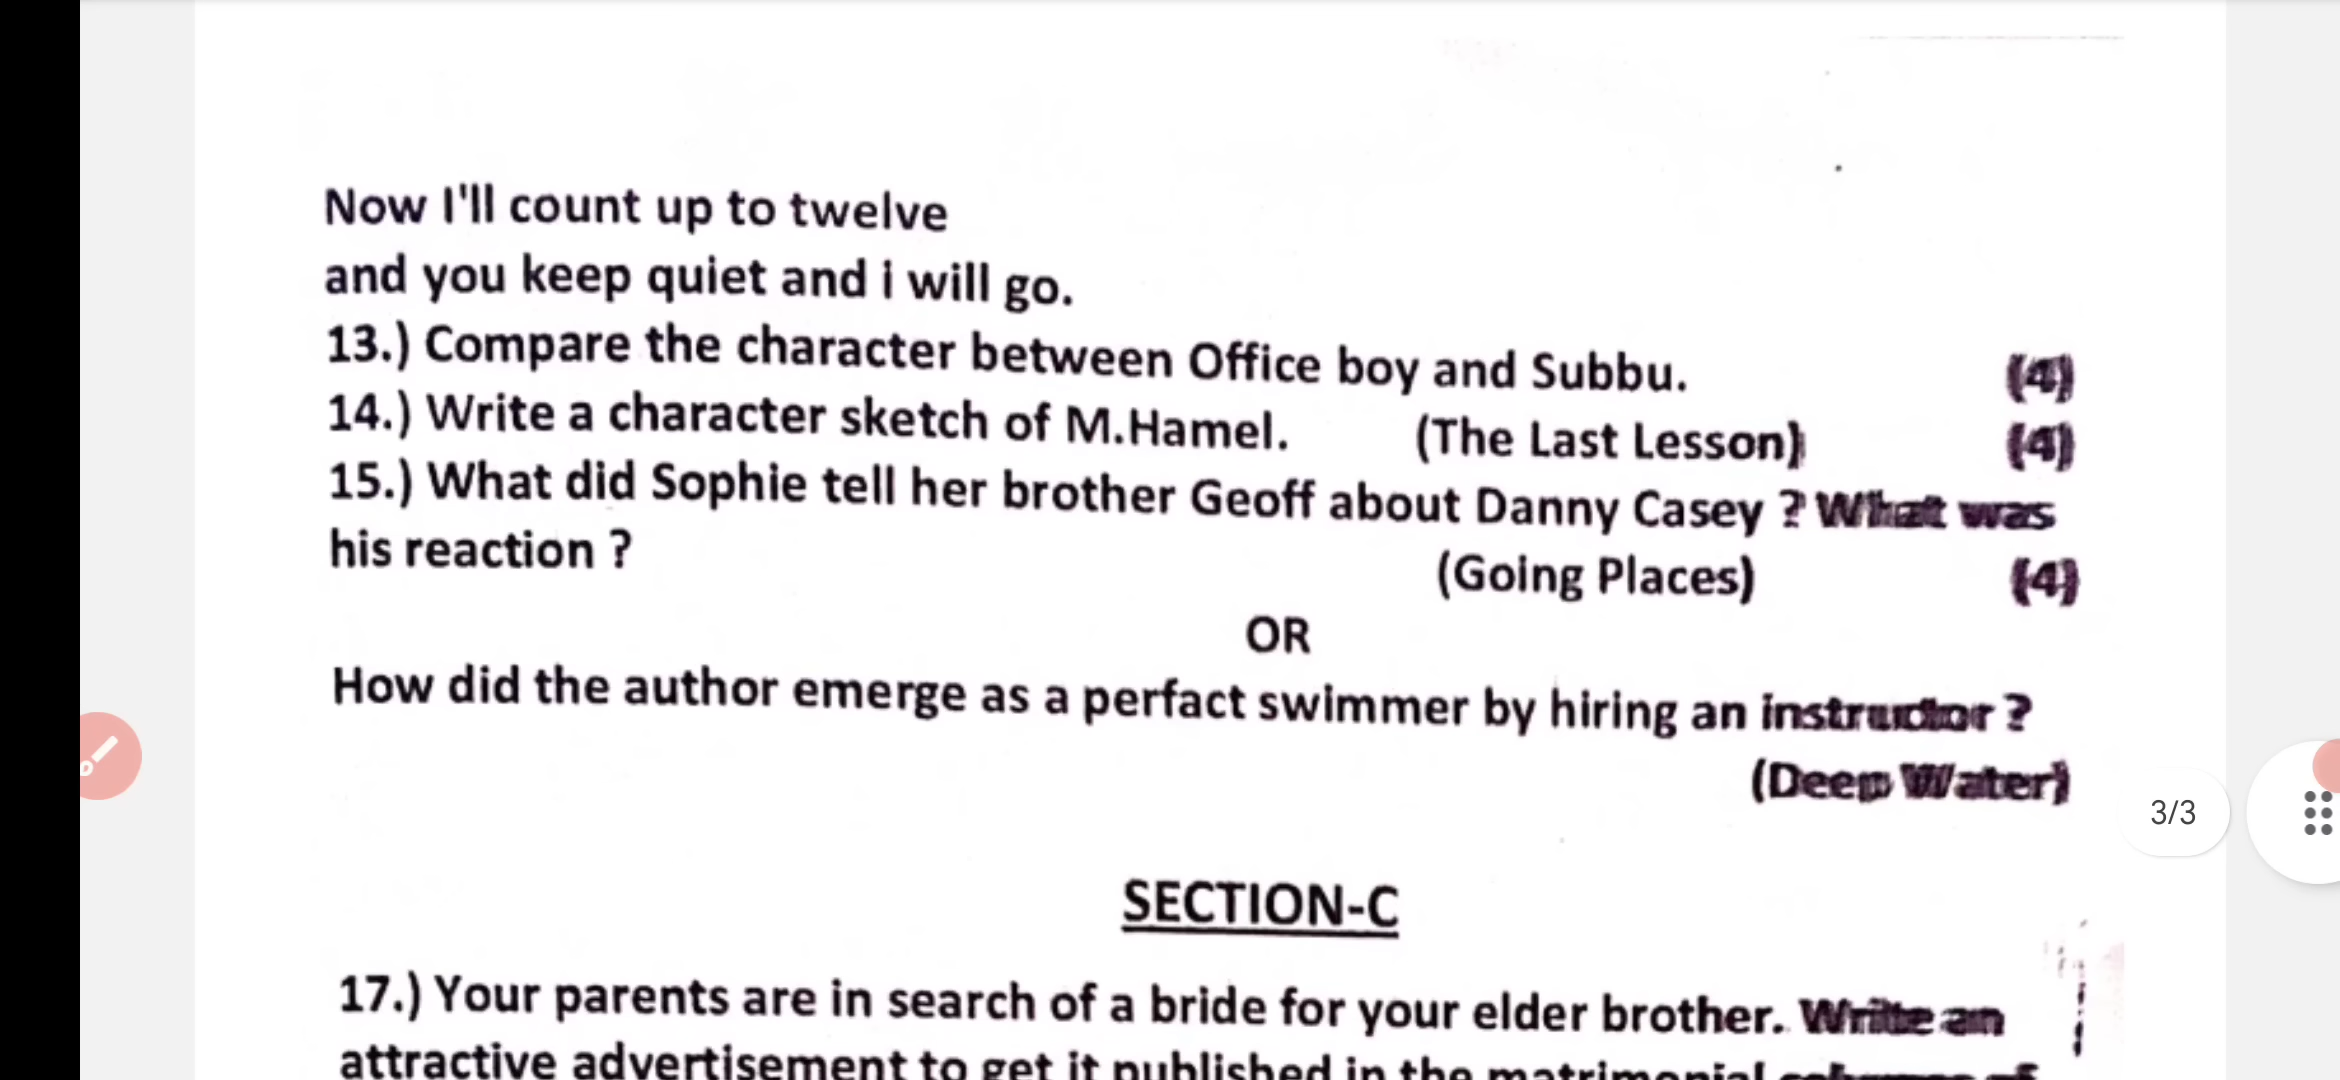 Now I'll count up to twelve
and you keep quiet and i will go.
13.) Compare the character between Office boy and Subbu. (4)
14.) Write a character sketch of M.Hamel. (The Last Lesson) (4)
15.) What did Sophie tell her brother Geoff about Danny Casey ? What was
his reaction ? (Going Places) (4)
OR
How did the author emerge as a perfact swimmer by hiring an instructor ?
(Deep Water)
3/3
SECTION-C
17.) Your parents are in search of a bride for your elder brother. Write an
attractive advertisement to get it published in the matrimonial columns of